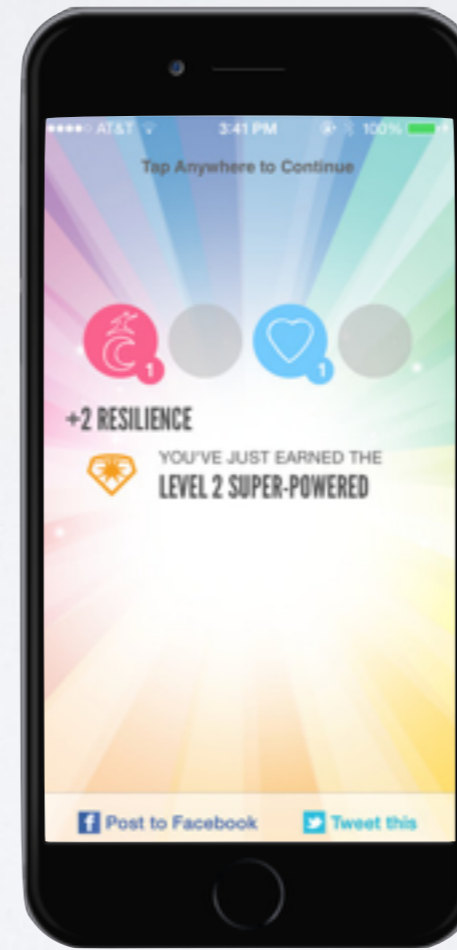 AT&T 3:41 PM 100%
Tap Anywhere to Continue
1 1
+2 RESILIENCE
YOU'VE JUST EARNED THE
LEVEL 2 SUPER-POWERED
f Post to Facebook Tweet this